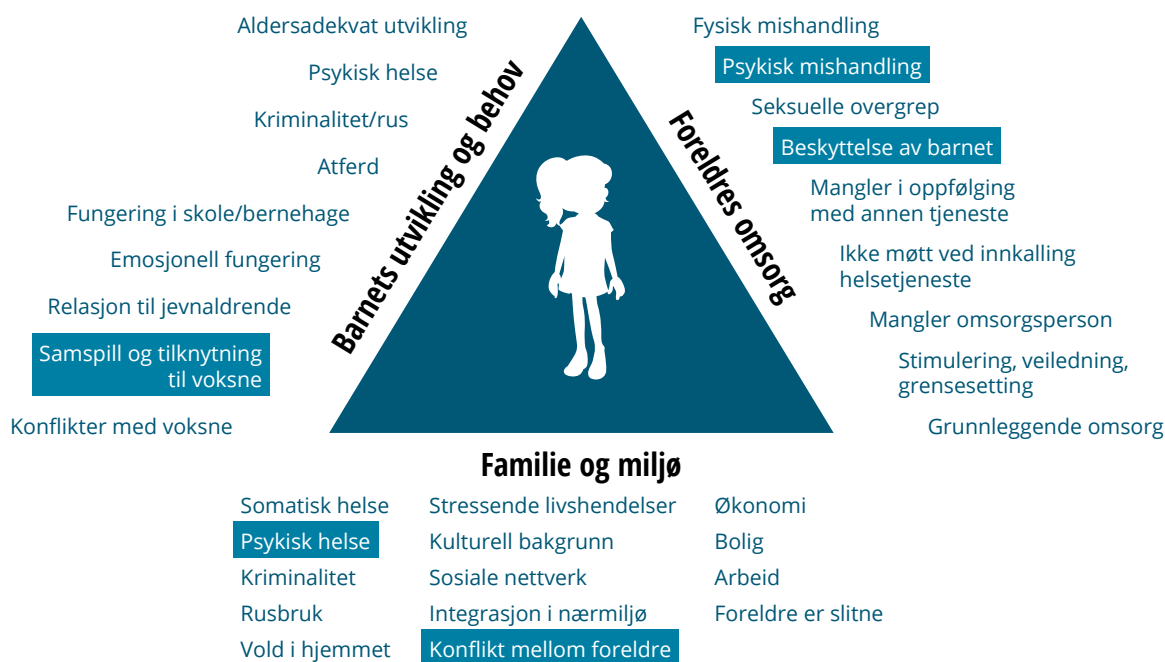 Aldersadekvat utvikling
Psykisk helse
Kriminalitet/rus
Atferd
Fungering i skole/bernehage
Emosjonell fungering
Relasjon til jevnaldrende
Samspill og tilknytning
til voksne
Konflikter med voksne
Barnets utvikling og behov
Foreldres omsorg
Fysisk mishandling
Psykisk mishandling
Seksuelle overgrep
Beskyttelse av barnet
Mangler i oppfølging
med annen tjeneste
Ikke møtt ved innkalling
helsetjeneste
Mangler omsorgsperson
Stimulering, veiledning,
grensesetting
Grunnleggende omsorg
Familie og miljø
Somatisk helse
Psykisk helse
Kriminalitet
Rusbruk
Vold i hjemmet
Stressende livshendelser
Kulturell bakgrunn
Sosiale nettverk
Integrasjon i nærmiljø
Konflikt mellom foreldre
Økonomi
Bolig
Arbeid
Foreldre er slitne